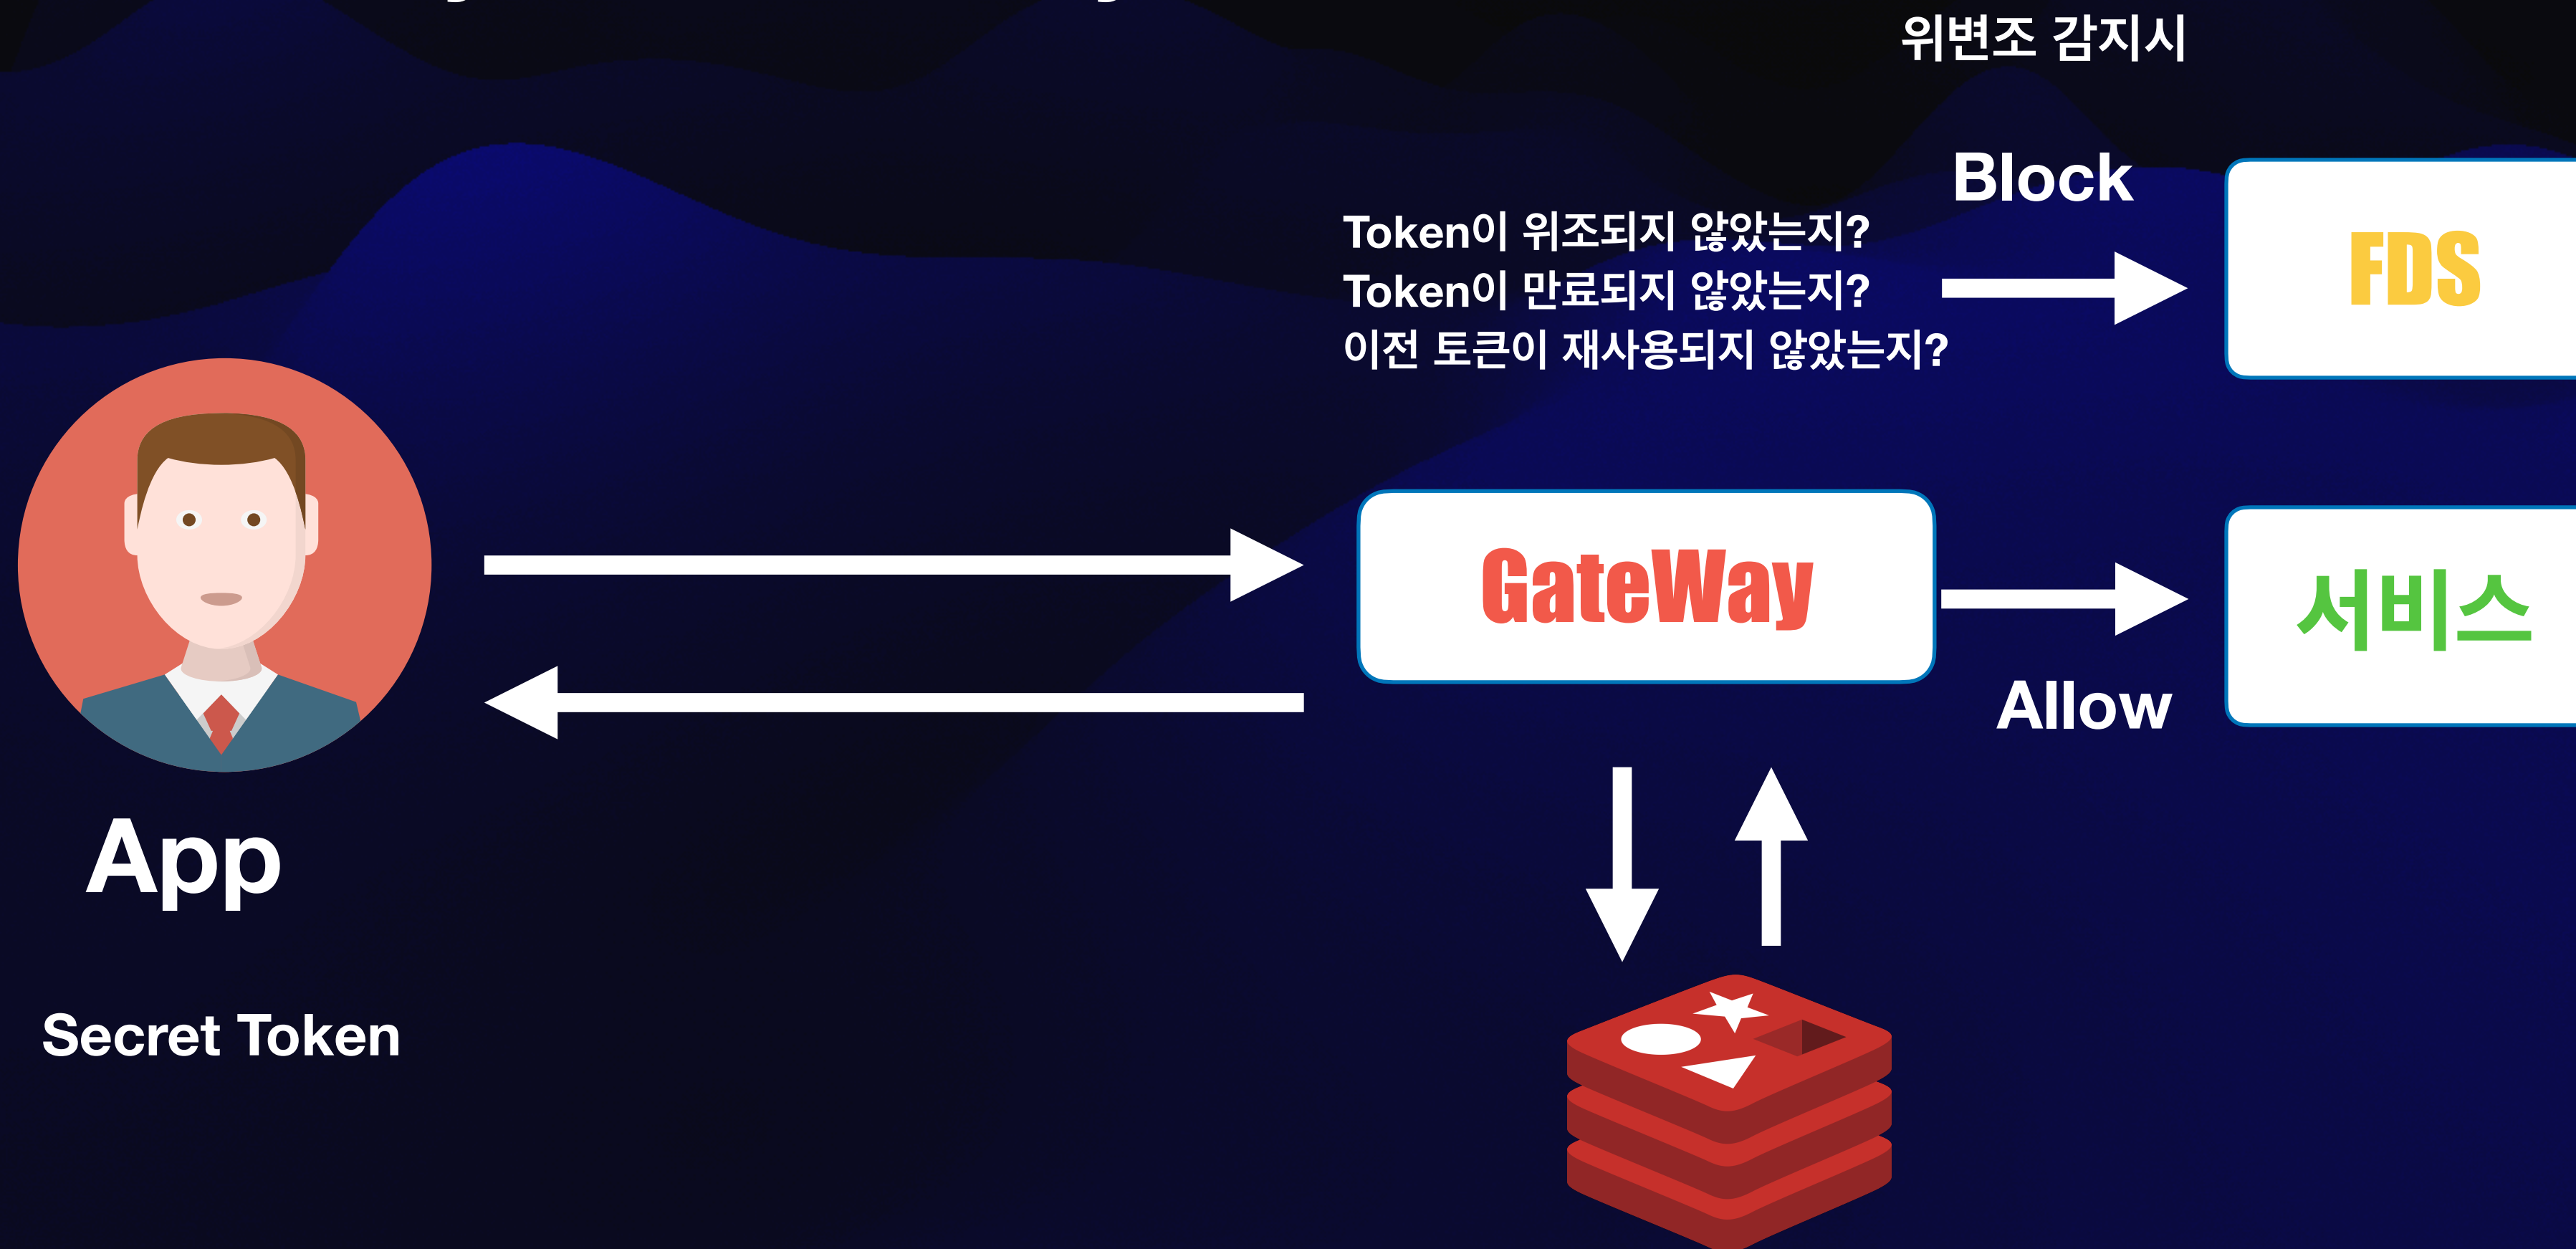 위변조 감지시
Block
Token이 위조되지 않았는지?
Token이 만료되지 않았는지?
이전 토큰이 재사용되지 않았는지?
FDS
GateWay
서비스
Allow
App
Secret Token